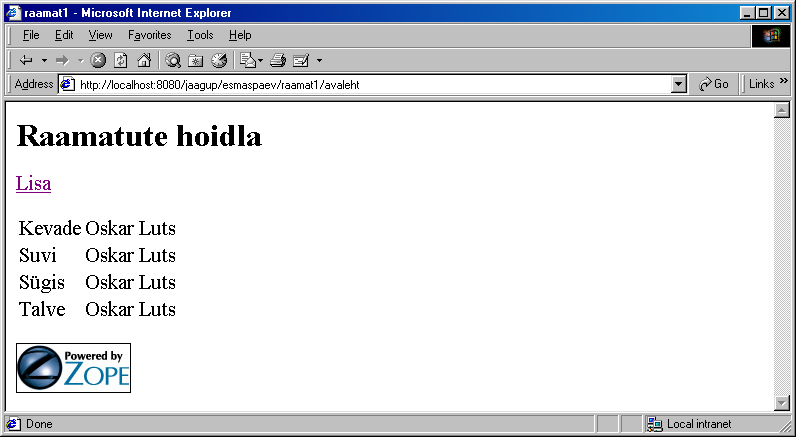 raamat1 - Microsoft Internet Explorer
File Edit View Favorites Tools Help
Address http://localhost:8080/jaagup/esmaspaev/raamat1/avaleht Go Links »
Raamatute hoidla
Lisa
Kevade Oskar Luts
Suvi Oskar Luts
Sügis Oskar Luts
Talve Oskar Luts
Powered by
ZOPE
Done Local intranet